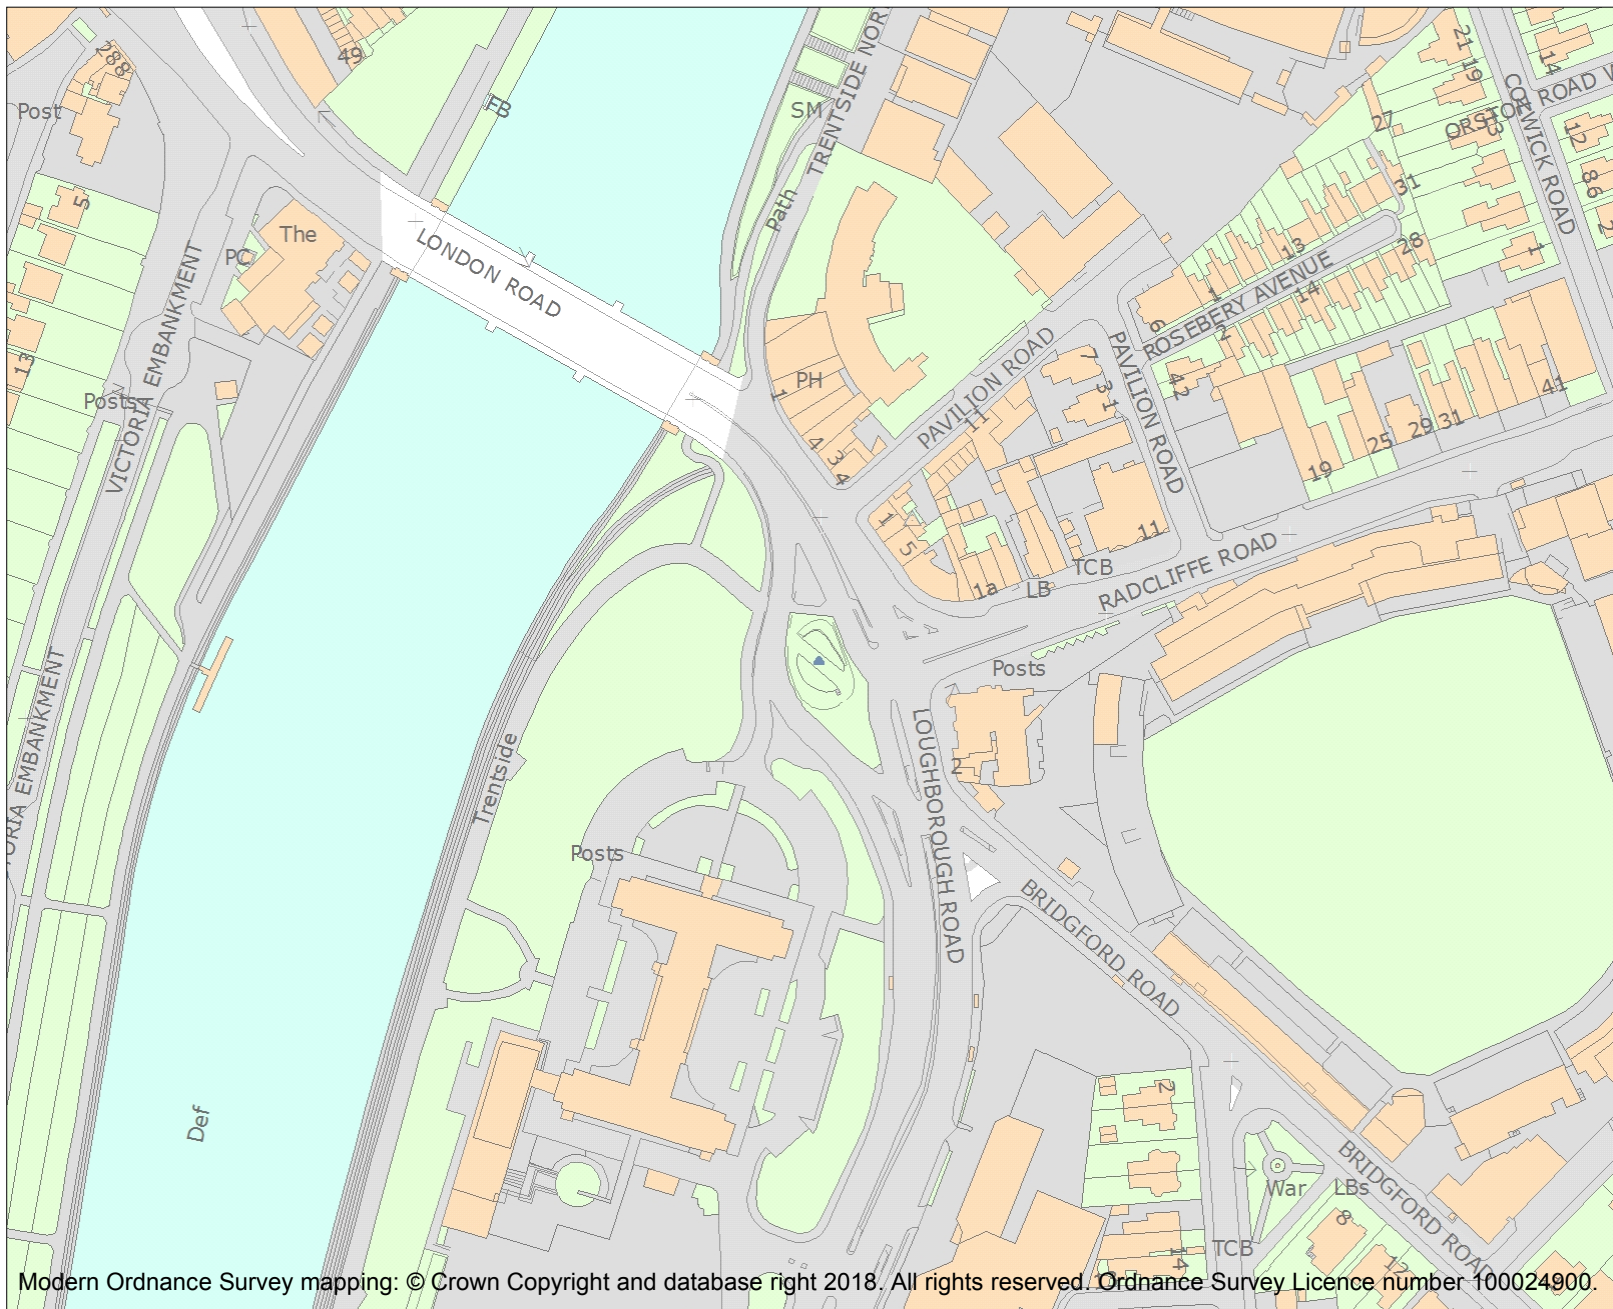 49
288
Post
FB
SM
TRENTSIDE NOR
21
19
14
COLWICK ROAD
ORSTON ROAD W
13
27
12
86
2
31
5
The
PC
Path
LONDON ROAD
VICTORIA EMBANKMENT
13
28
1
1
14
ROSEBERY AVENUE
6
2
42
PAVILION ROAD
7
31
PH
1
4
34
PAVILION ROAD
11
13
Posts
41
31
29
25
19
1
5
11
TCB
LB
1a
RADCLIFFE ROAD
Posts
VICTORIA EMBANKMENT
LOUGHBOROUGH ROAD
2
Trentside
Posts
BRIDGFORD ROAD
Def
2
War
LBs
BRIDGFORD ROAD
8
TCB
14
12
Modern Ordnance Survey mapping: © Crown Copyright and database right 2018. All rights reserved. Ordnance Survey Licence number 100024900.